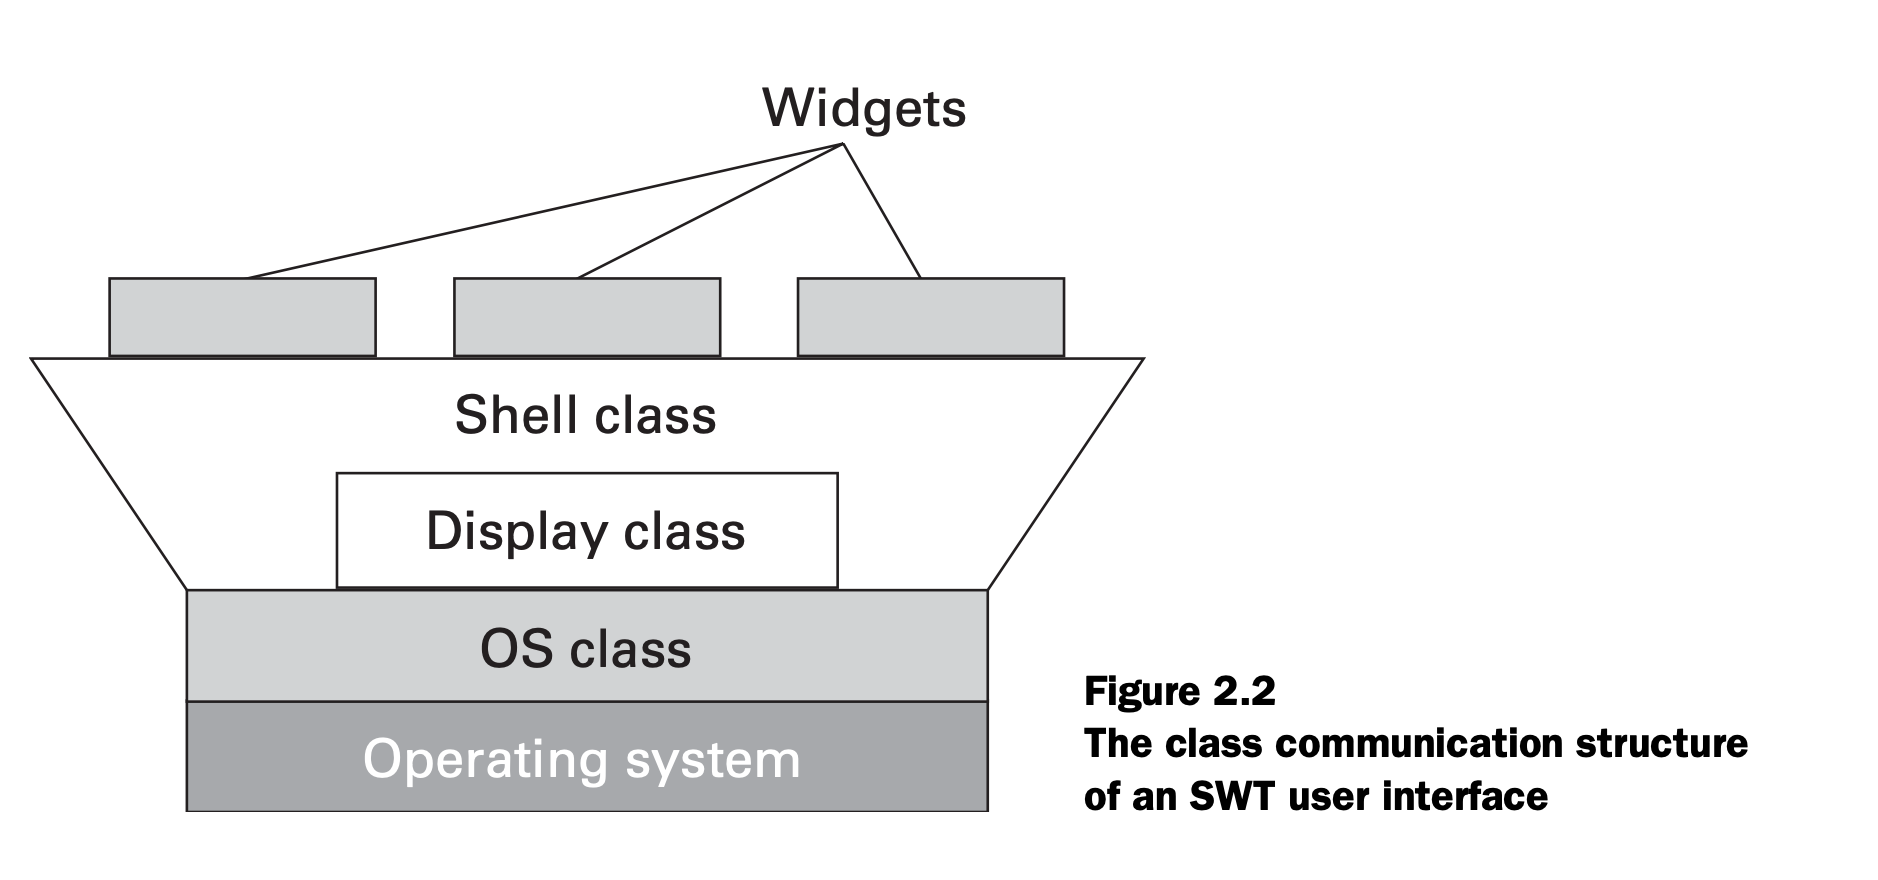 Widgets
Shell class
Display class
OS class
Operating system
Figure 2.2
The class communication structure
of an SWT user interface